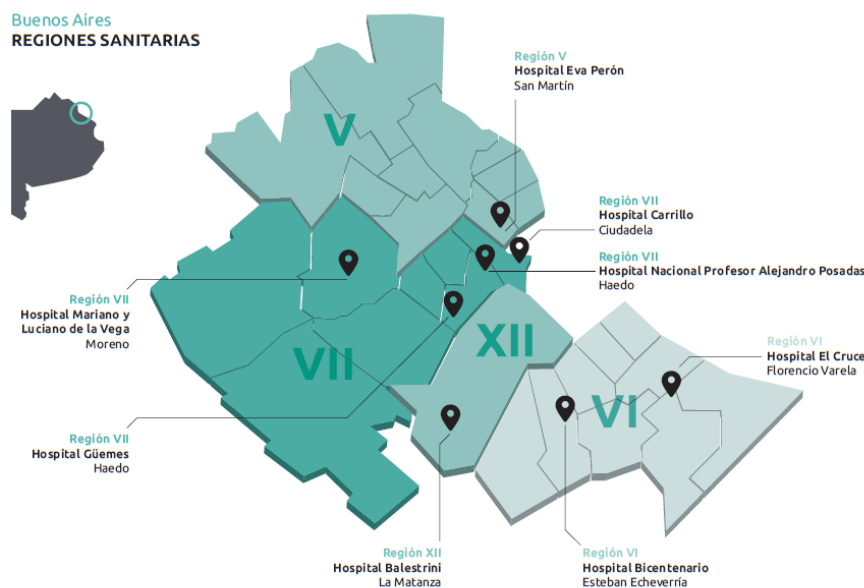 Buenos Aires
REGIONES SANITARIAS
Región V
Hospital Eva Perón
San Martín
V
Región VII
Hospital Carrillo
Ciudadela
Región VII
Hospital Nacional Profesor Alejandro Posadas
Haedo
Región VII
Hospital Mariano y
Luciano de la Vega
Moreno
XII
VII
Región VI
Hospital El Cruce
Florencio Varela
VI
Región VII
Hospital Güemes
Haedo
Región XII
Hospital Balestrini
La Matanza
Región VI
Hospital Bicentenario
Esteban Echeverría